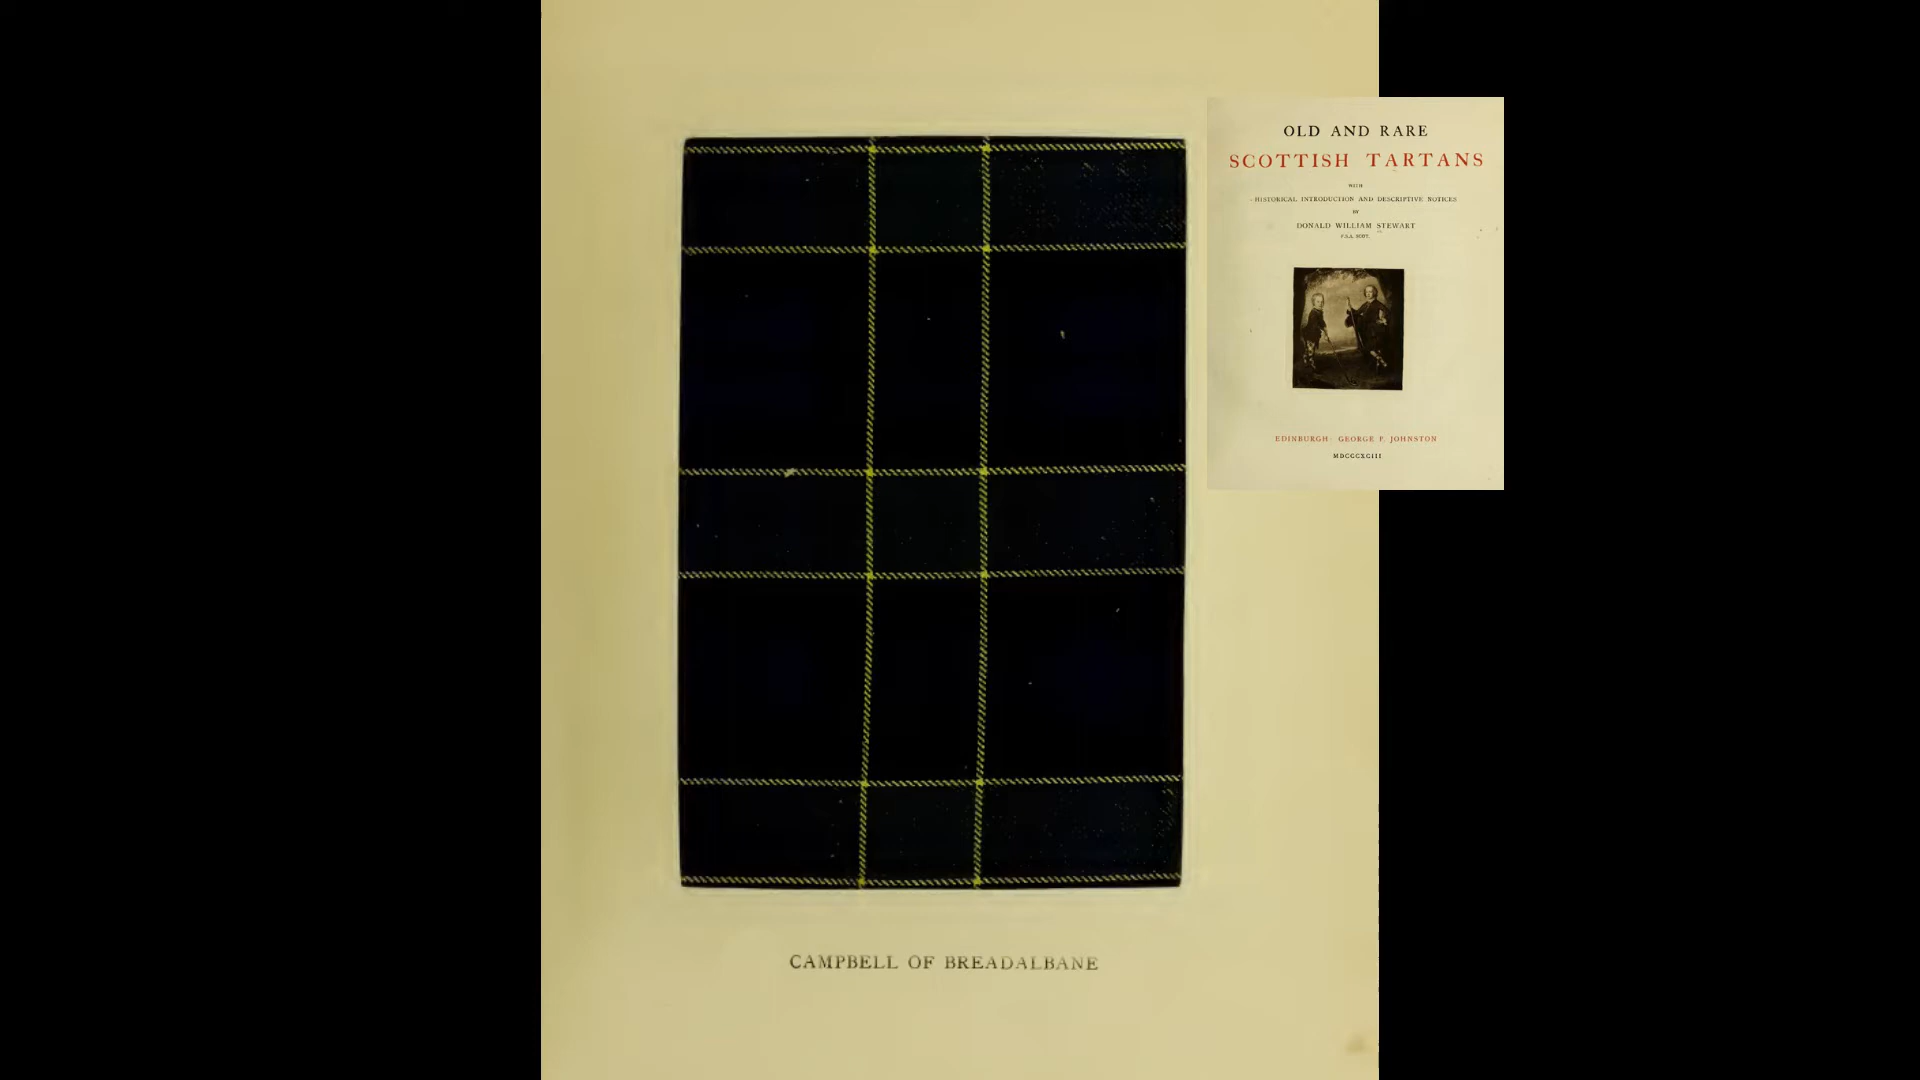 OLD AND RARE
SCOTTISH TARTANS
WITH
HISTORICAL INTRODUCTION AND DESCRIPTIVE NOTICES
BY
DONALD WILLIAM STEWART
F.S.A. SCOT.
EDINBURGH: GEORGE P. JOHNSTON
MDCCCXCIII
CAMPBELL OF BREADALBANE